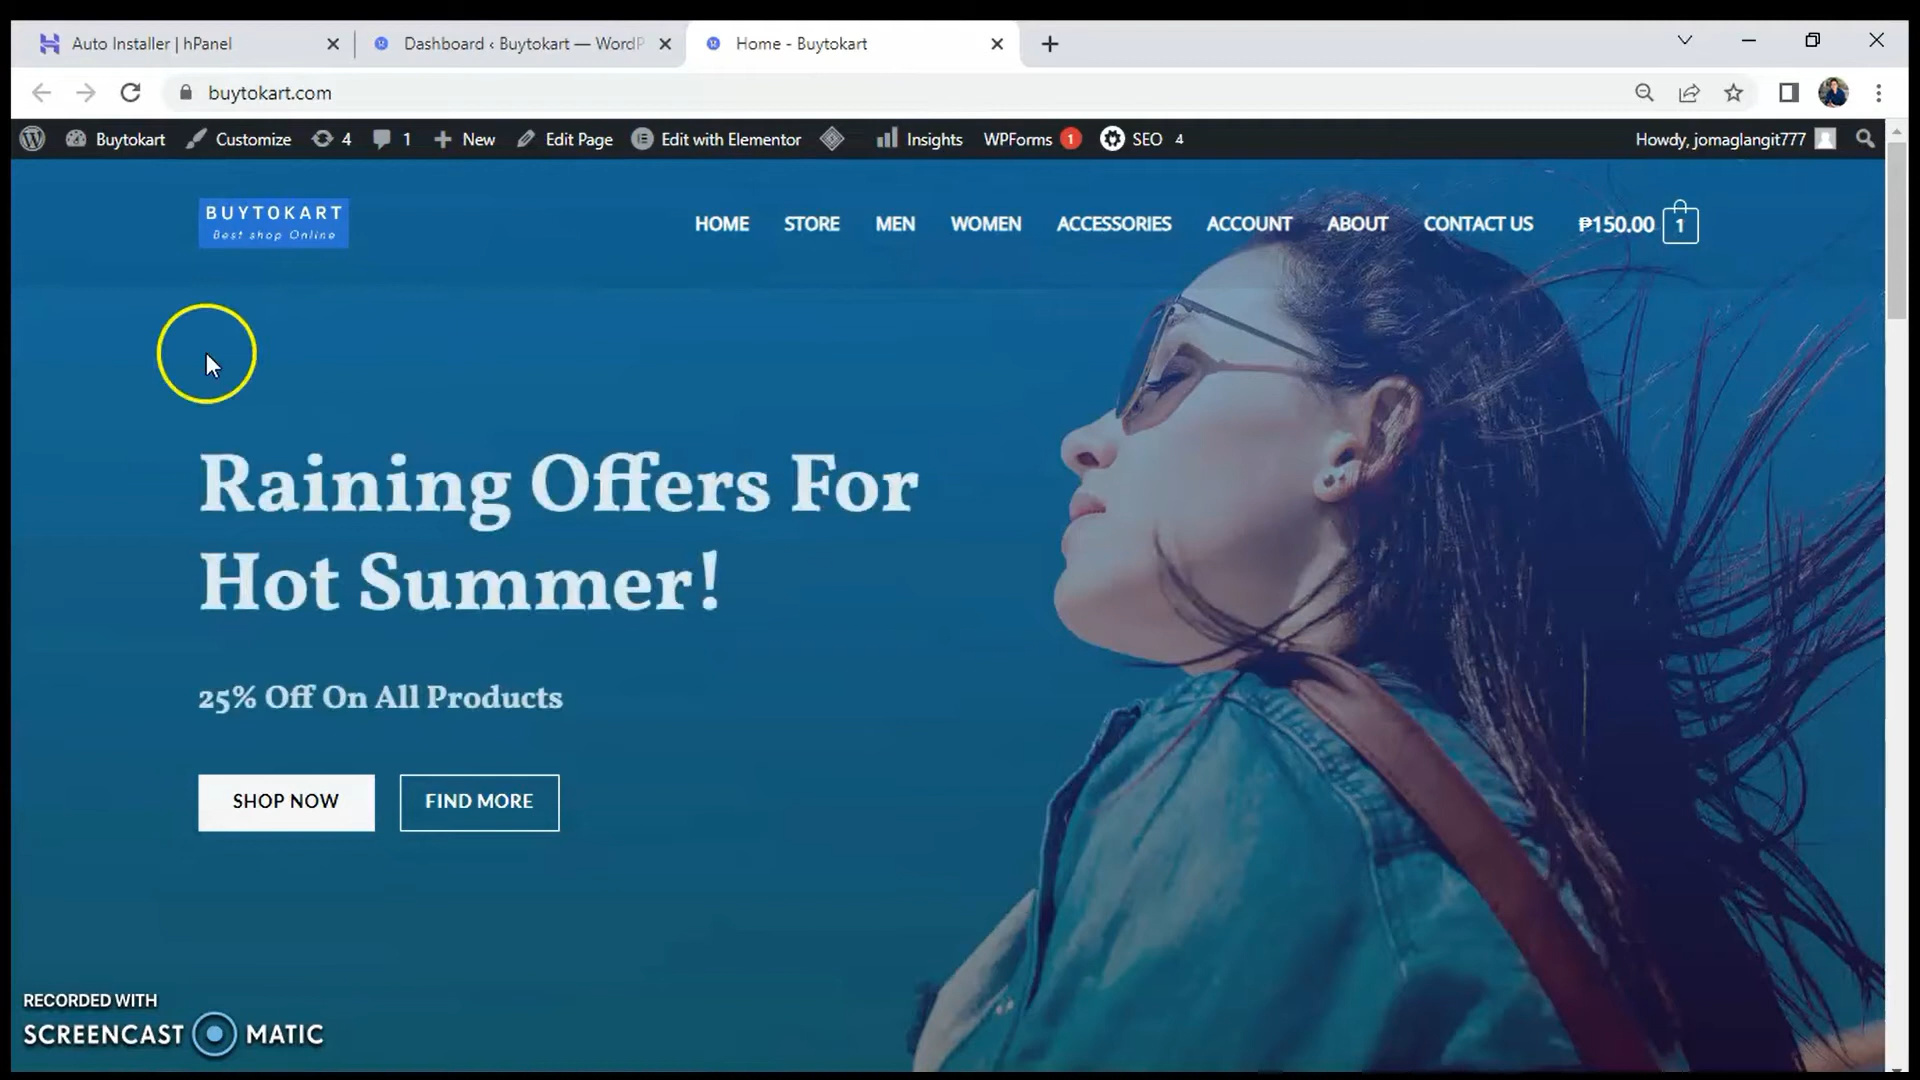 Auto Installer | hPanel
Dashboard ‹ Buytokart — WordP
Home - Buytokart
buytokart.com
Buytokart
Customize
4
1
New
Edit Page
Edit with Elementor
Insights
WPForms 1
SEO 4
Howdy, jomaglangit777
BUYTOKART
Best shop Online
HOME
STORE
MEN
WOMEN
ACCESSORIES
ACCOUNT
ABOUT
CONTACT US
₱150.00 1
Raining Offers For
Hot Summer!
25% Off On All Products
SHOP NOW
FIND MORE
RECORDED WITH
SCREENCAST MATIC